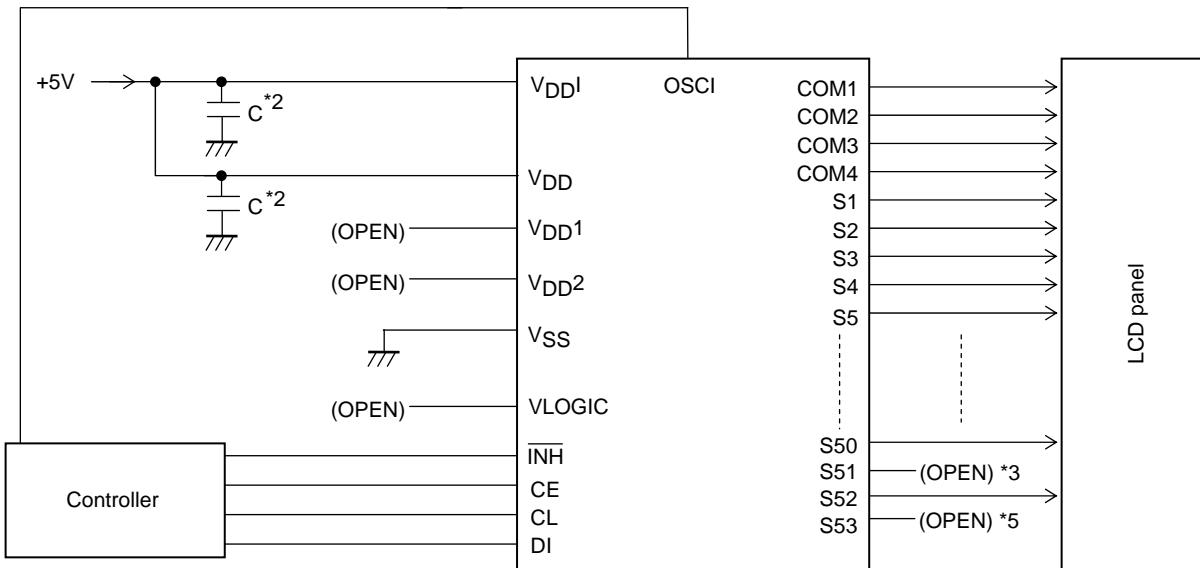 +5V
C*2
C*2
(OPEN)
(OPEN)
(OPEN)
Controller
VDDI
OSCI
VDD
VDD1
VDD2
VSS
VLOGIC
INH
CE
CL
DI
COM1
COM2
COM3
COM4
S1
S2
S3
S4
S5
S50
S51
(OPEN) *3
S52
S53
(OPEN) *5
LCD panel